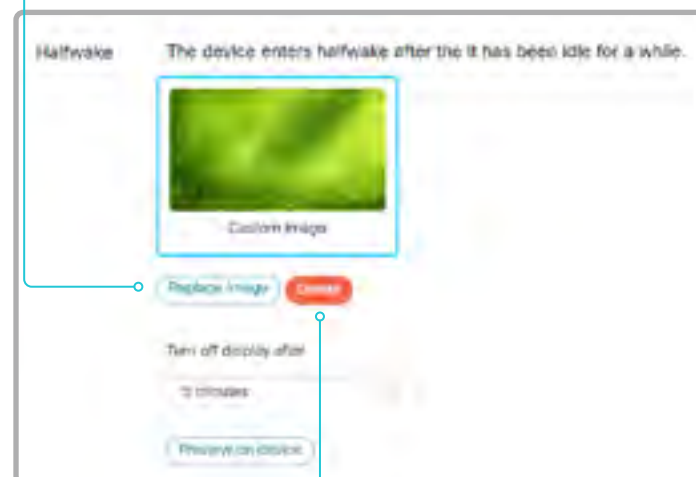 Halfwake
The device enters halfwake after the it has been idle for a while.
Custom Image
Replace Image
Delete
Turn off display after
minutes
Preview on device